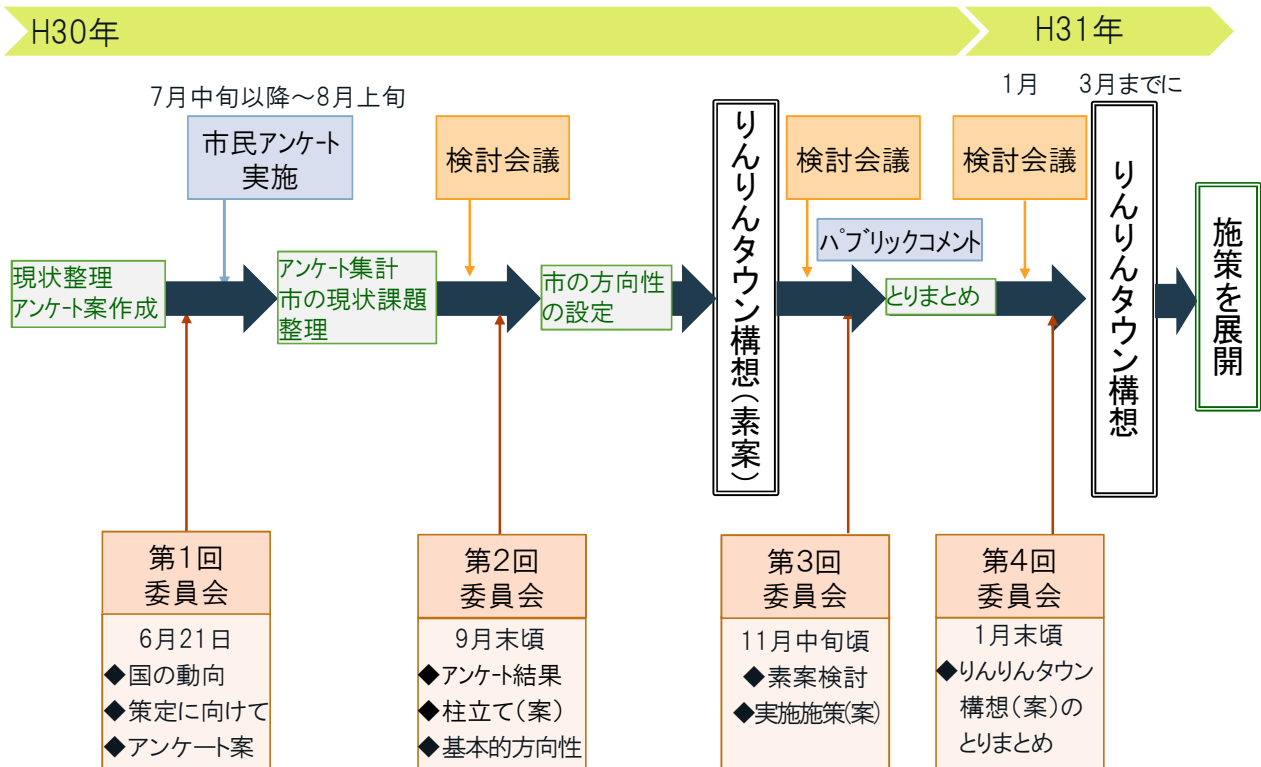 H30年
H31年
7月中旬以降～8月上旬
1月
3月までに
市民アンケート
実施
検討会議
りんりんタウン構想(素案)
検討会議
検討会議
りんりんタウン構想
施策を展開
パブリックコメント
現状整理
アンケート案作成
アンケート集計
市の現状課題
整理
市の方向性
の設定
とりまとめ
第1回
委員会
6月21日
◆国の動向
◆策定に向けて
◆アンケート案
第2回
委員会
9月末頃
◆アンケート結果
◆柱立て(案)
◆基本的方向性
第3回
委員会
11月中旬頃
◆素案検討
◆実施施策(案)
第4回
委員会
1月末頃
◆りんりんタウン
構想(案)の
とりまとめ